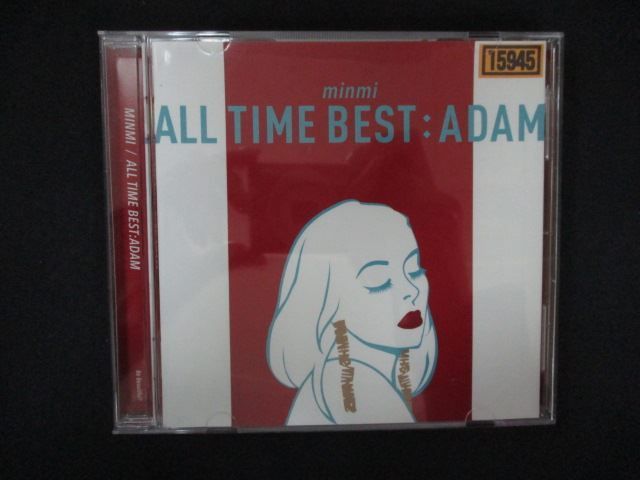 15945
minmi
ALL TIME BEST : ADAM
MINMI / ALL TIME BEST:ADAM